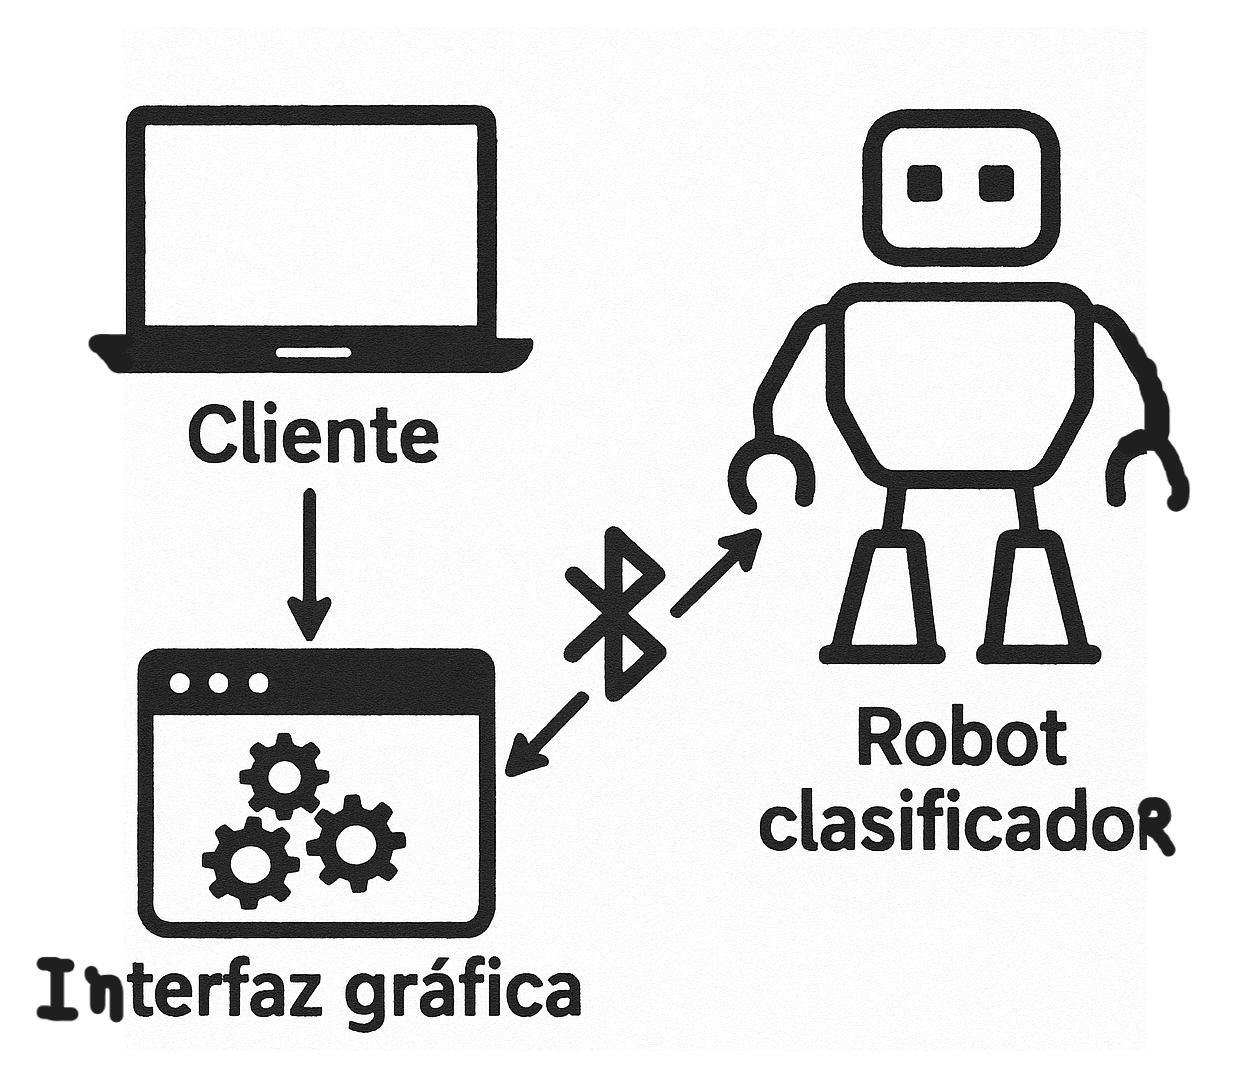 Cliente
Robot
clasificadoR
Interfaz gráfica